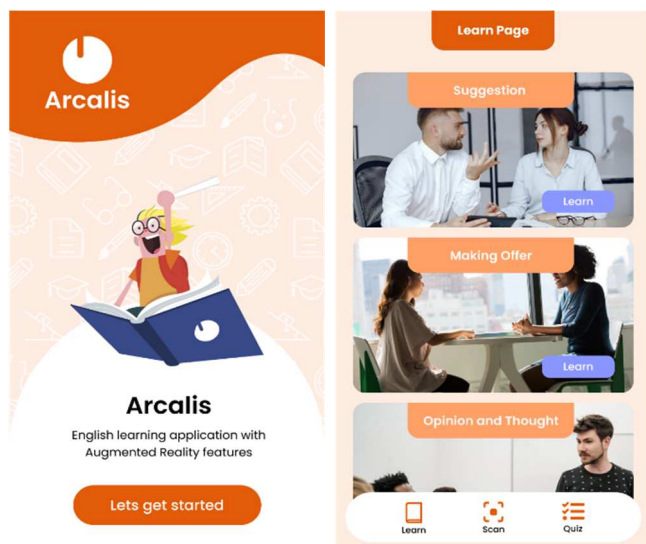 Arcalis
Arcalis
English learning application with
Augmented Reality features
Lets get started
Learn Page
Suggestion
Learn
Making Offer
Learn
Opinion and Thought
Learn
Scan
Quiz